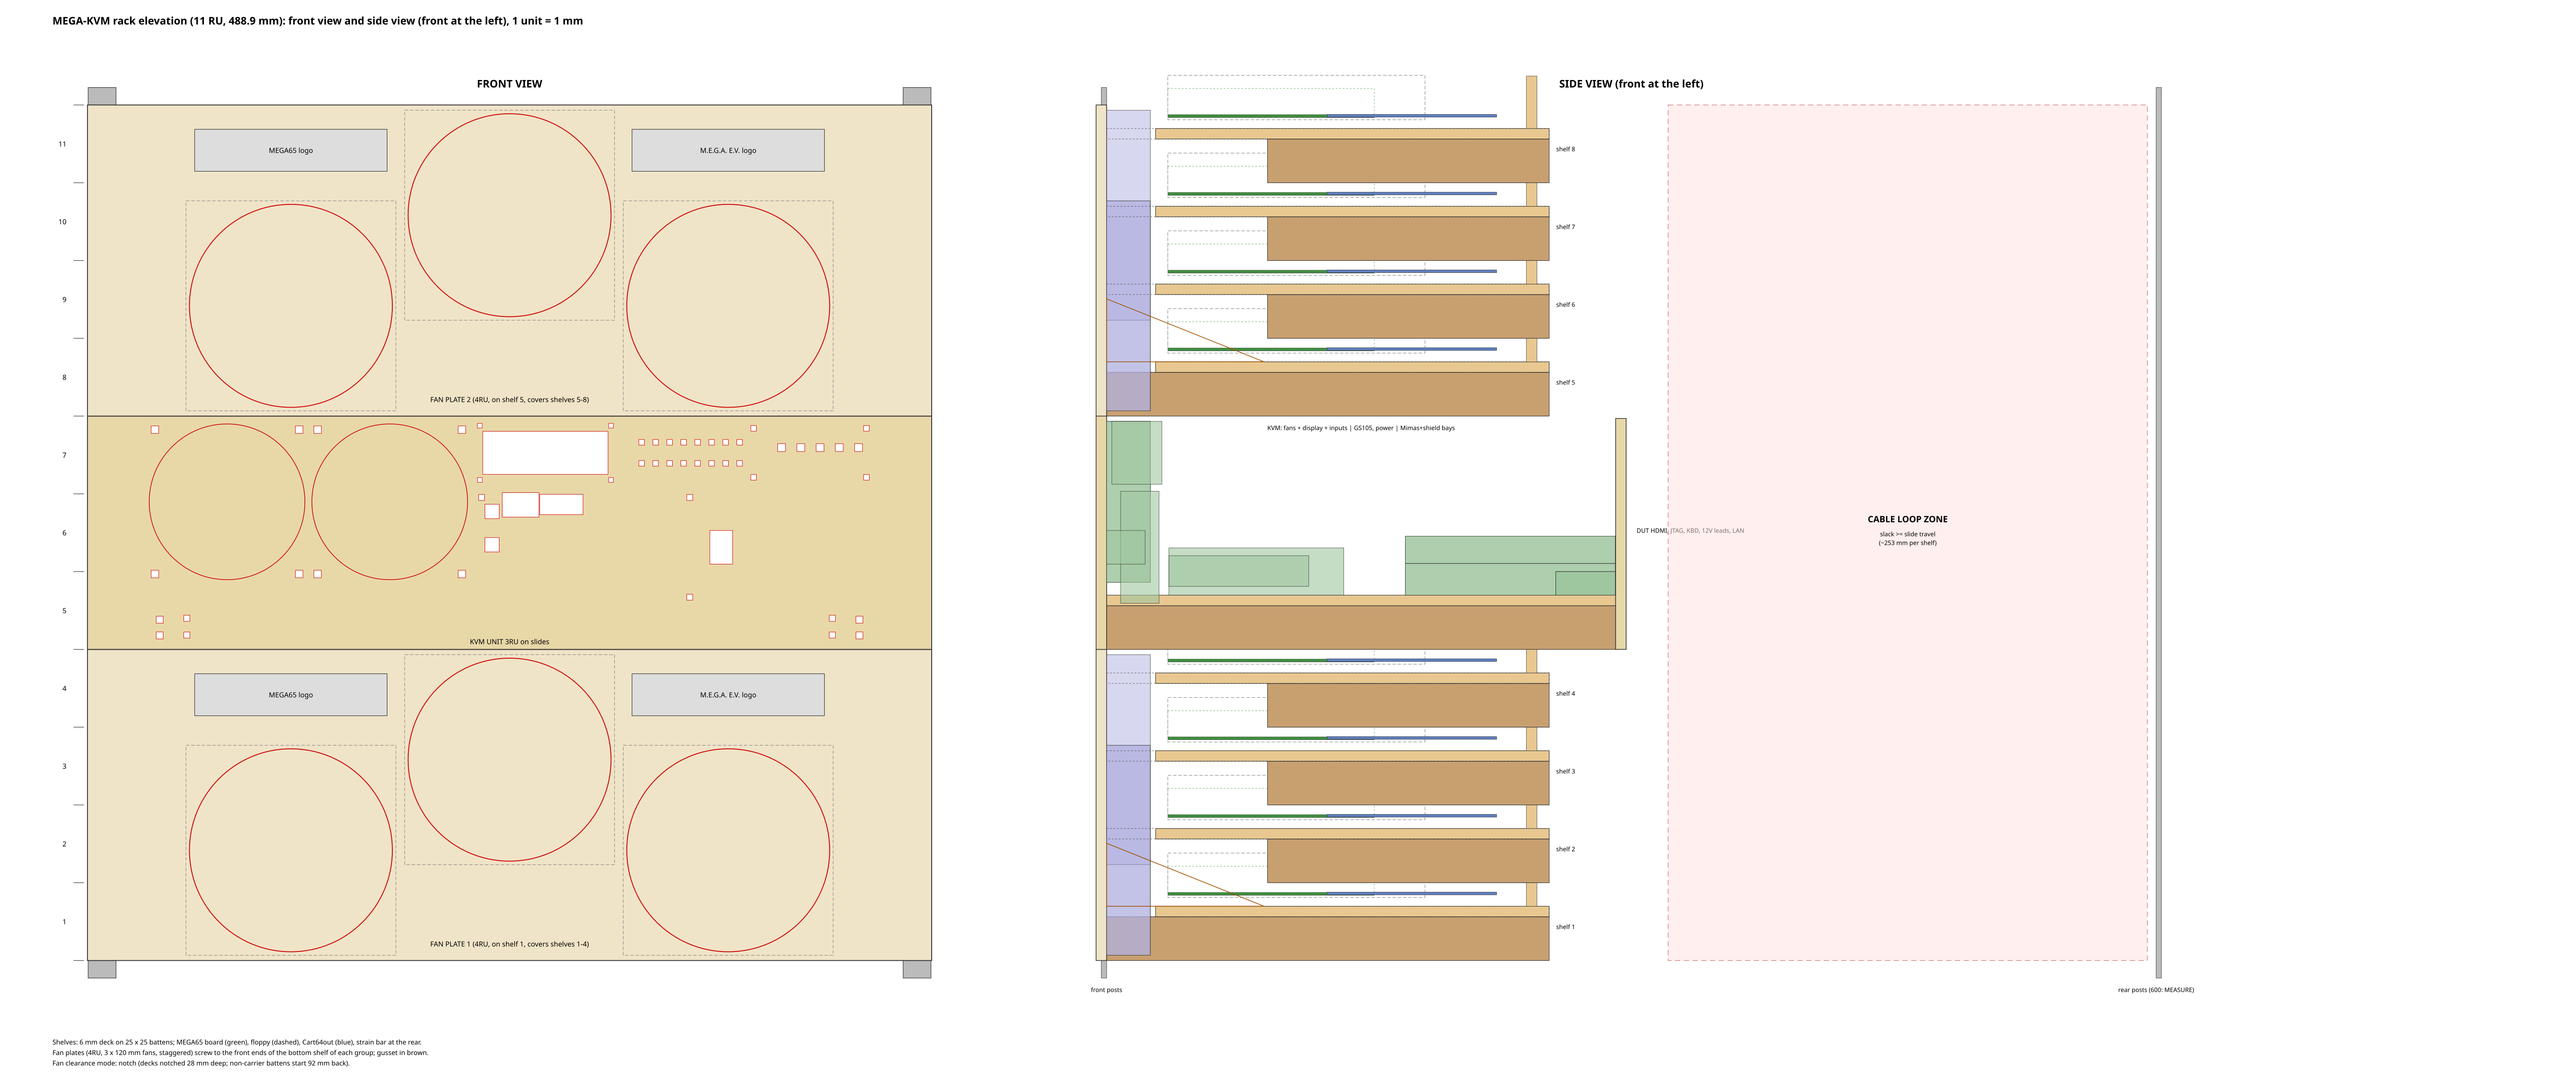 MEGA-KVM rack elevation (11 RU, 488.9 mm): front view and side view (front at the left), 1 unit = 1 mm
FRONT VIEW
11
10
9
8
7
6
5
4
3
2
1
MEGA65 logo
M.E.G.A. E.V. logo
FAN PLATE 2 (4RU, on shelf 5, covers shelves 5-8)
KVM UNIT 3RU on slides
MEGA65 logo
M.E.G.A. E.V. logo
FAN PLATE 1 (4RU, on shelf 1, covers shelves 1-4)
SIDE VIEW (front at the left)
shelf 8
shelf 7
shelf 6
shelf 5
KVM: fans + display + inputs | GS105, power | Mimas+shield bays
DUT HDMI, JTAG, KBD, 12V leads, LAN
CABLE LOOP ZONE
slack >= slide travel
(~253 mm per shelf)
shelf 4
shelf 3
shelf 2
shelf 1
front posts
rear posts (600: MEASURE)
Shelves: 6 mm deck on 25 x 25 battens; MEGA65 board (green), floppy (dashed), Cart64out (blue), strain bar at the rear.
Fan plates (4RU, 3 x 120 mm fans, staggered) screw to the front ends of the bottom shelf of each group; gusset in brown.
Fan clearance mode: notch (decks notched 28 mm deep; non-carrier battens start 92 mm back).